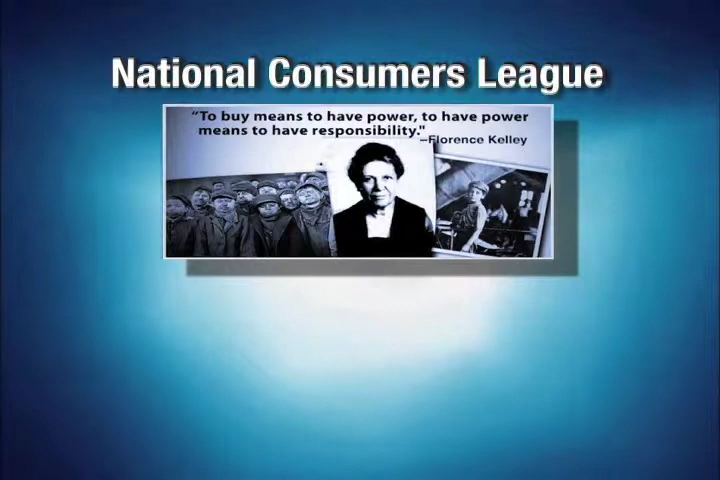 National Consumers League
“To buy means to have power, to have power
means to have responsibility."
–Florence Kelley